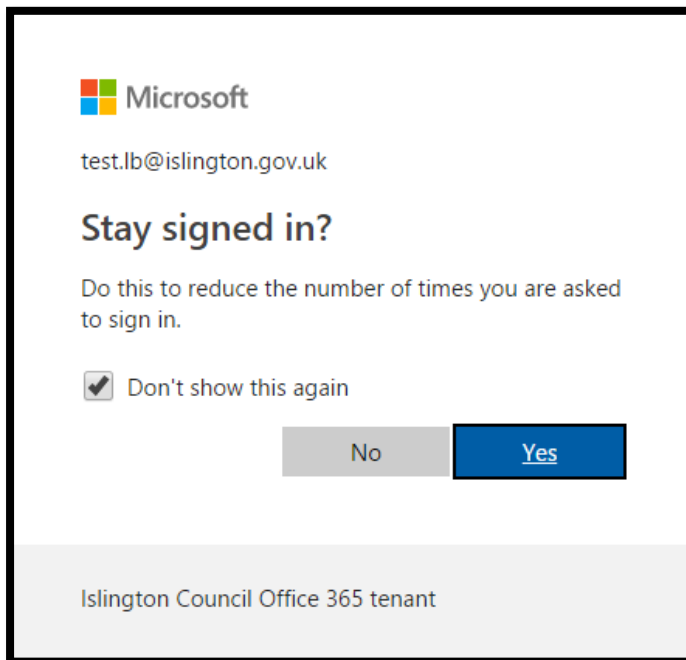 Microsoft
test.lb@islington.gov.uk
Stay signed in?
Do this to reduce the number of times you are asked
to sign in.
Don't show this again
No
Yes
Islington Council Office 365 tenant